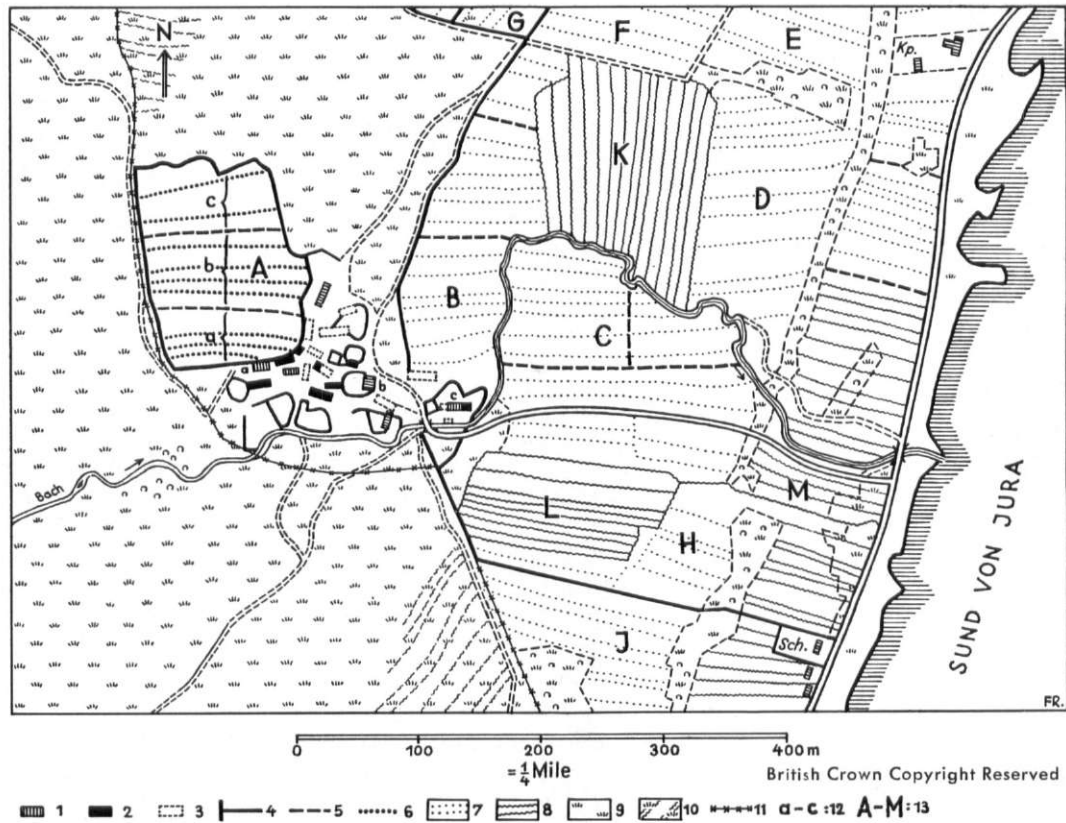 N
G
F
E
Kp.
K
D
c
b
A
a
B
C
a
b
c
Bach
L
M
H
J
Sch.
SUND VON JURA
FR.
0 100 200 300 400 m
= 1/4 Mile
British Crown Copyright Reserved
1 2 3 4 5 6 7 8 9 10 11 a-c:12 A-M:13